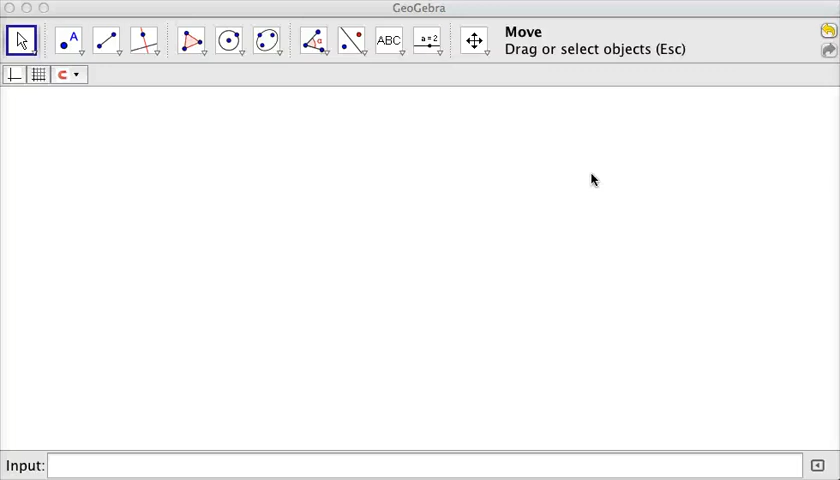 GeoGebra
A
α
ABC
a = 2
Move
Drag or select objects (Esc)
Input: